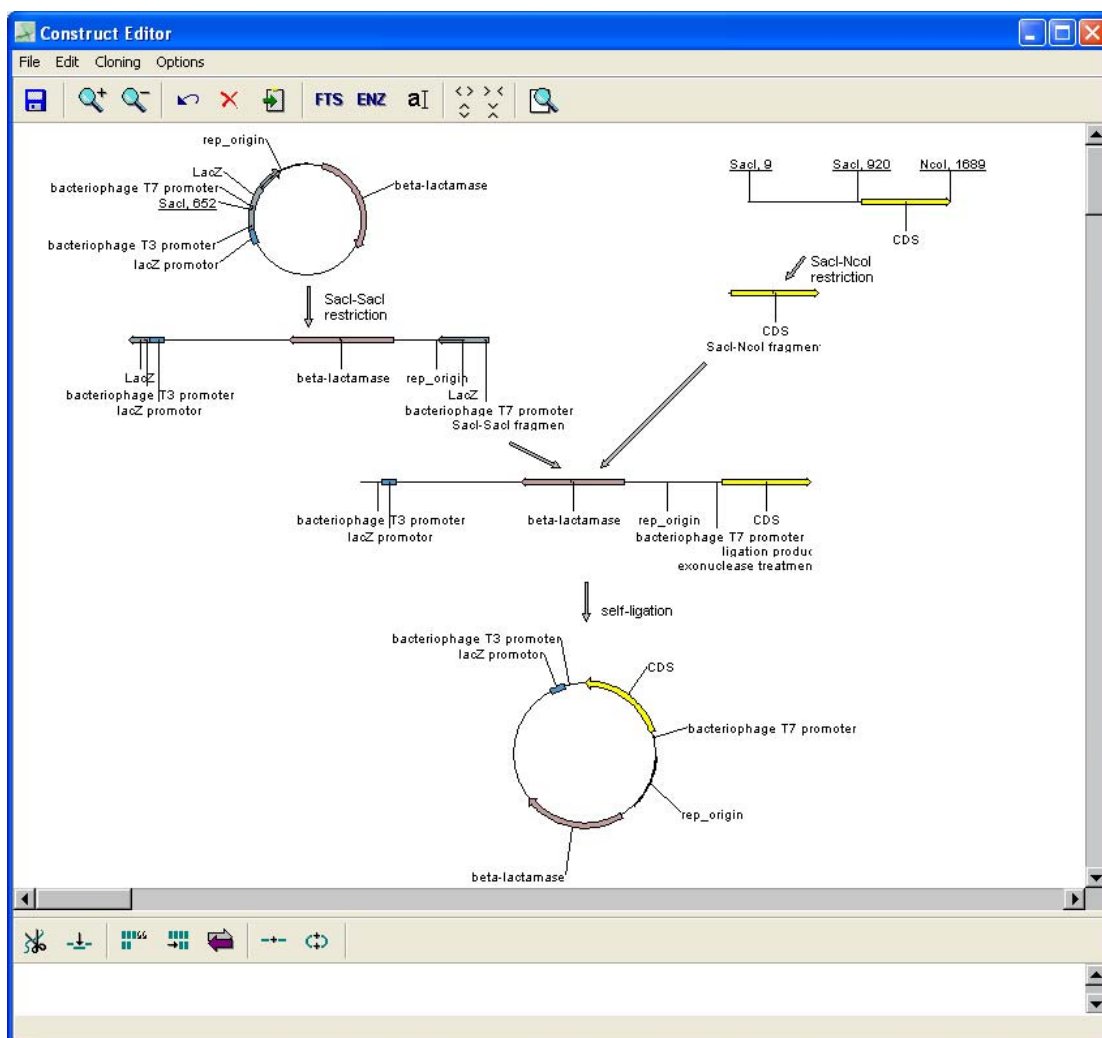 Construct Editor
File Edit Cloning Options
FTS ENZ aI
rep_origin
LacZ
bacteriophage T7 promoter
SacI, 652
bacteriophage T3 promoter
lacZ promotor
beta-lactamase
SacI, 9 SacI, 920 NcoI, 1689
CDS
SacI-NcoI
restriction
CDS
SacI-NcoI fragmen
SacI-SacI
restriction
LacZ
bacteriophage T3 promoter
lacZ promotor
beta-lactamase
rep_origin
LacZ
bacteriophage T7 promoter
SacI-SacI fragmen
bacteriophage T3 promoter
lacZ promotor
beta-lactamase
rep_origin
CDS
bacteriophage T7 promoter
ligation produc
exonuclease treatmen
self-ligation
bacteriophage T3 promoter
lacZ promotor
CDS
bacteriophage T7 promoter
rep_origin
beta-lactamase